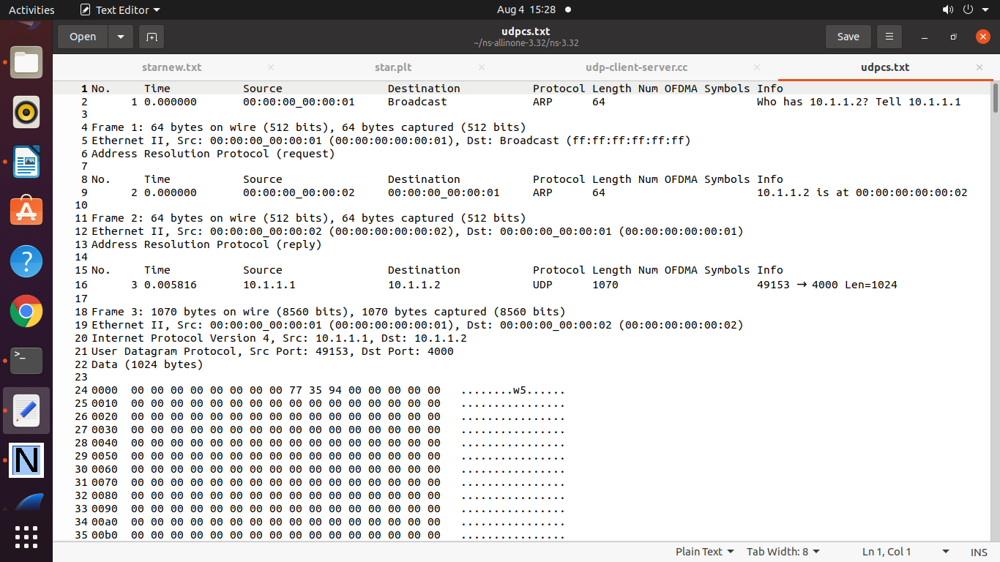 Activities Text Editor Aug 4 15:28
Open udpcs.txt Save
~/ns-allinone-3.32/ns-3.32
starnew.txt star.plt udp-client-server.cc udpcs.txt
1 No. Time Source Destination Protocol Length Num OFDMA Symbols Info
2 1 0.000000 00:00:00_00:00:01 Broadcast ARP 64 Who has 10.1.1.2? Tell 10.1.1.1
3
4 Frame 1: 64 bytes on wire (512 bits), 64 bytes captured (512 bits)
5 Ethernet II, Src: 00:00:00_00:00:01 (00:00:00:00:00:01), Dst: Broadcast (ff:ff:ff:ff:ff:ff)
6 Address Resolution Protocol (request)
7
8 No. Time Source Destination Protocol Length Num OFDMA Symbols Info
9 2 0.000000 00:00:00_00:00:02 00:00:00_00:00:01 ARP 64 10.1.1.2 is at 00:00:00:00:00:02
10
11 Frame 2: 64 bytes on wire (512 bits), 64 bytes captured (512 bits)
12 Ethernet II, Src: 00:00:00_00:00:02 (00:00:00:00:00:02), Dst: 00:00:00_00:00:01 (00:00:00:00:00:01)
13 Address Resolution Protocol (reply)
14
15 No. Time Source Destination Protocol Length Num OFDMA Symbols Info
16 3 0.005816 10.1.1.1 10.1.1.2 UDP 1070 49153 → 4000 Len=1024
17
18 Frame 3: 1070 bytes on wire (8560 bits), 1070 bytes captured (8560 bits)
19 Ethernet II, Src: 00:00:00_00:00:01 (00:00:00:00:00:01), Dst: 00:00:00_00:00:02 (00:00:00:00:00:02)
20 Internet Protocol Version 4, Src: 10.1.1.1, Dst: 10.1.1.2
21 User Datagram Protocol, Src Port: 49153, Dst Port: 4000
22 Data (1024 bytes)
23
24 0000 00 00 00 00 00 00 00 00 77 35 94 00 00 00 00 00 ........w5......
25 0010 00 00 00 00 00 00 00 00 00 00 00 00 00 00 00 00 ................
26 0020 00 00 00 00 00 00 00 00 00 00 00 00 00 00 00 00 ................
27 0030 00 00 00 00 00 00 00 00 00 00 00 00 00 00 00 00 ................
28 0040 00 00 00 00 00 00 00 00 00 00 00 00 00 00 00 00 ................
29 0050 00 00 00 00 00 00 00 00 00 00 00 00 00 00 00 00 ................
30 0060 00 00 00 00 00 00 00 00 00 00 00 00 00 00 00 00 ................
31 0070 00 00 00 00 00 00 00 00 00 00 00 00 00 00 00 00 ................
32 0080 00 00 00 00 00 00 00 00 00 00 00 00 00 00 00 00 ................
33 0090 00 00 00 00 00 00 00 00 00 00 00 00 00 00 00 00 ................
34 00a0 00 00 00 00 00 00 00 00 00 00 00 00 00 00 00 00 ................
35 00b0 00 00 00 00 00 00 00 00 00 00 00 00 00 00 00 00 ................
Plain Text Tab Width: 8 Ln 1, Col 1 INS